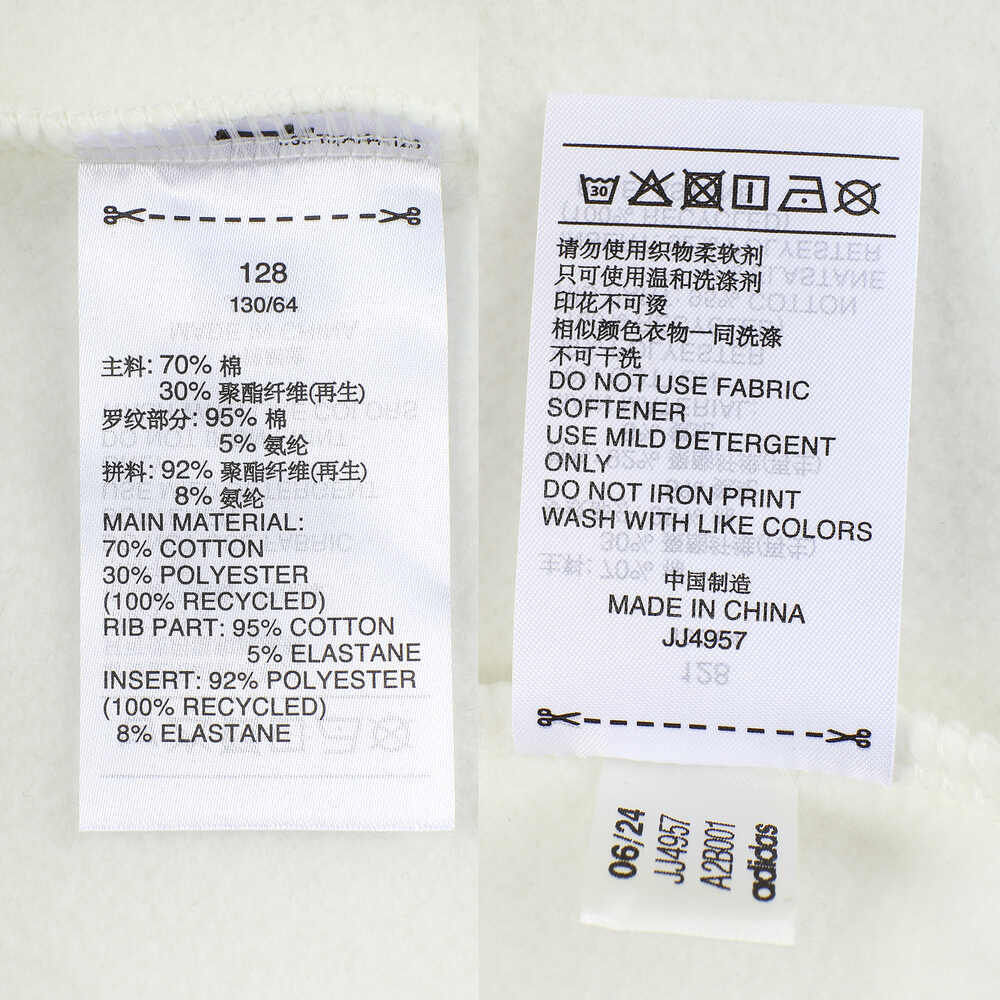 128
130/64
主料: 70% 棉
30% 聚酯纤维(再生)
罗纹部分: 95% 棉
5% 氨纶
拼料: 92% 聚酯纤维(再生)
8% 氨纶
MAIN MATERIAL:
70% COTTON
30% POLYESTER
(100% RECYCLED)
RIB PART: 95% COTTON
5% ELASTANE
INSERT: 92% POLYESTER
(100% RECYCLED)
8% ELASTANE
30
请勿使用织物柔软剂
只可使用温和洗涤剂
印花不可烫
相似颜色衣物一同洗涤
不可干洗
DO NOT USE FABRIC
SOFTENER
USE MILD DETERGENT
ONLY
DO NOT IRON PRINT
WASH WITH LIKE COLORS
中国制造
MADE IN CHINA
JJ4957
06/24
JJ4957
A2B001
adidas